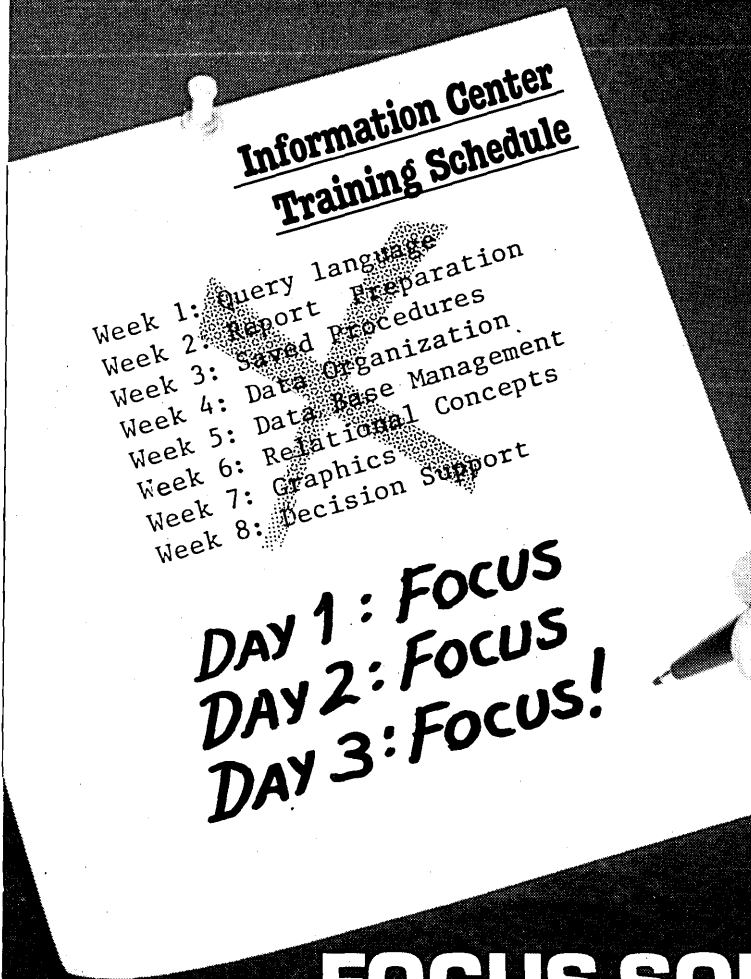 Information Center
Training Schedule
Week 1: Query language
Week 2: Report Preparation
Week 3: Saved Procedures
Week 4: Data Organization
Week 5: Data Base Management
Week 6: Relational Concepts
Week 7: Graphics
Week 8: Decision Support
DAY 1: FOCUS
DAY 2: FOCUS
DAY 3: FOCUS!
FOCUS